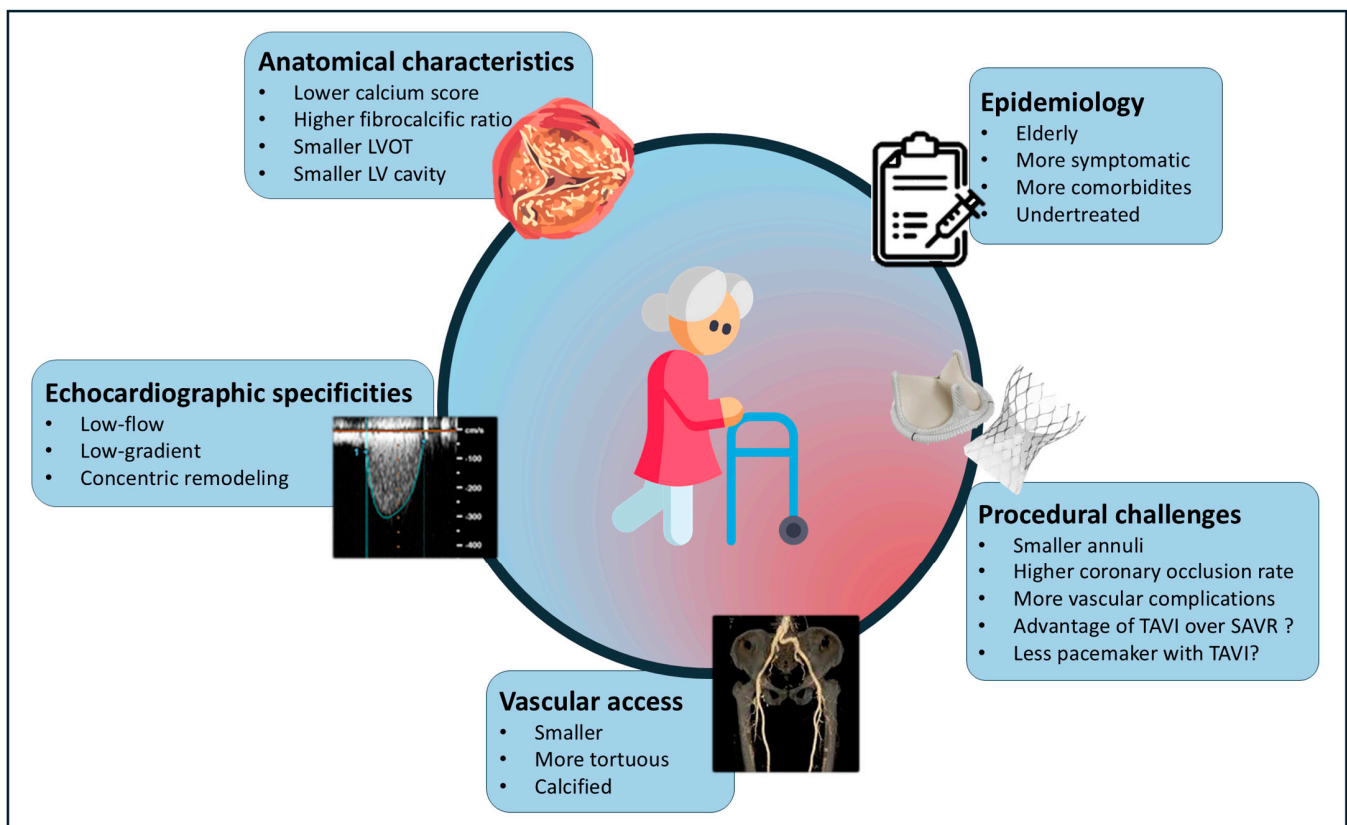 Anatomical characteristics
• Lower calcium score
• Higher fibrocalcific ratio
• Smaller LVOT
• Smaller LV cavity
Epidemiology
• Elderly
• More symptomatic
• More comorbidites
• Undertreated
Echocardiographic specificities
• Low-flow
• Low-gradient
• Concentric remodeling
1
cm/s
-100
-200
-300
-400
Procedural challenges
• Smaller annuli
• Higher coronary occlusion rate
• More vascular complications
• Advantage of TAVI over SAVR ?
• Less pacemaker with TAVI?
Vascular access
• Smaller
• More tortuous
• Calcified